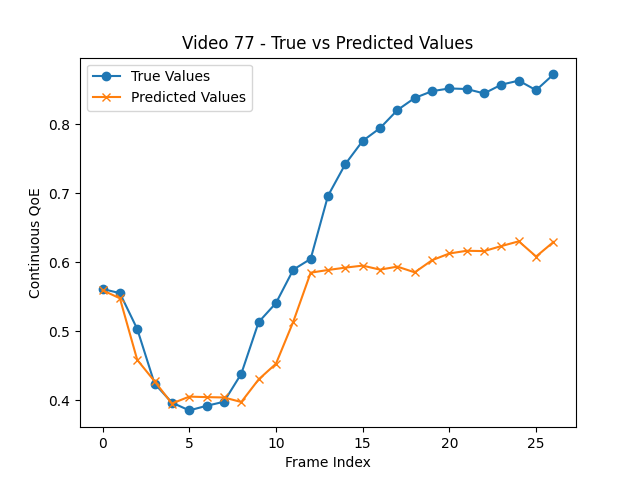 Video 77 - True vs Predicted Values
True Values
Predicted Values
Continuous QoE
0.8
0.7
0.6
0.5
0.4
0 5 10 15 20 25
Frame Index